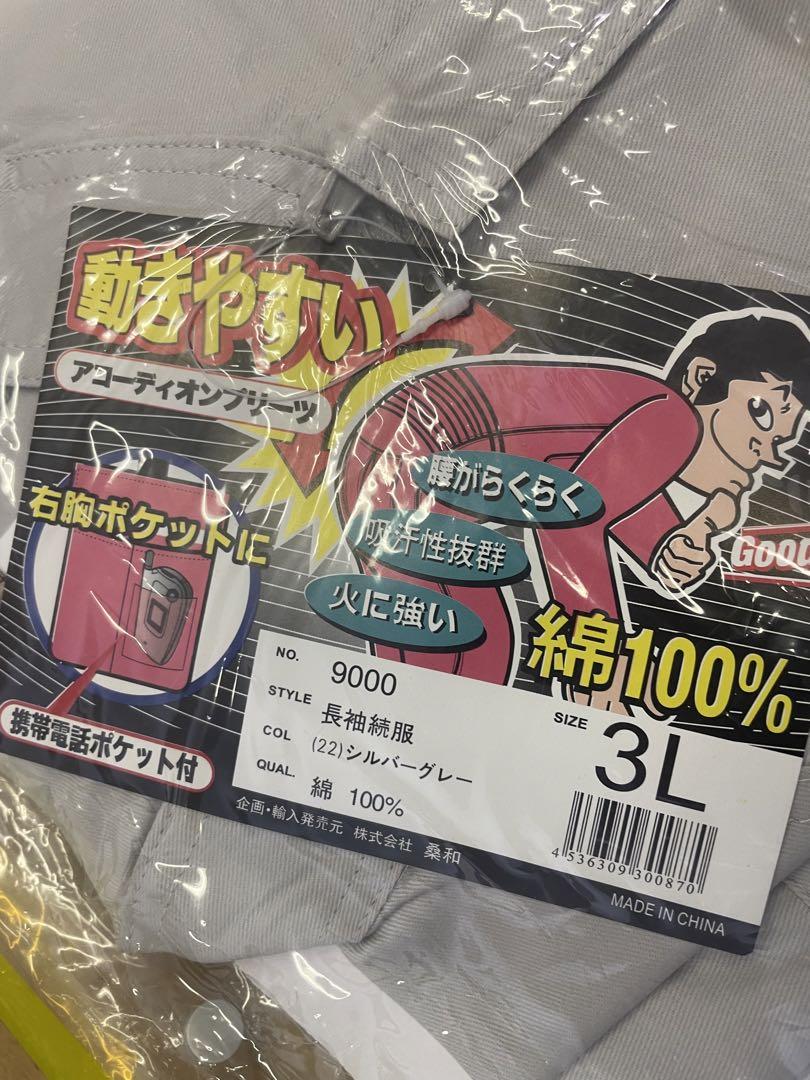 動きやすい
アコーディオンプリーツ
右胸ポケットに
携帯電話ポケット付
腰がらくらく
吸汗性抜群
火に強い
綿100%
NO. 9000
STYLE 長袖続服
COL (22)シルバーグレー
QUAL. 綿 100%
SIZE 3L
企画・輸入発売元 株式会社 桑和
4 536309 300870
MADE IN CHINA